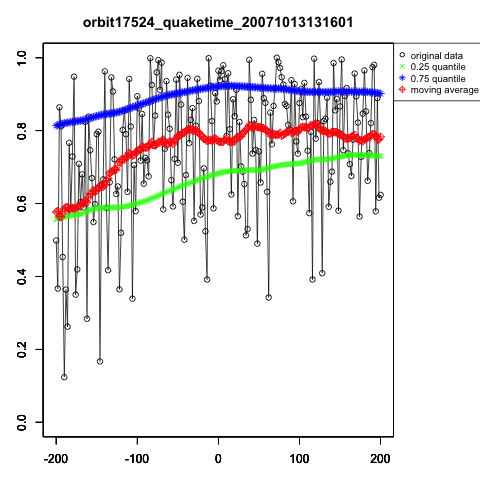 orbit17524_quaketime_20071013131601
original data
0.25 quantile
0.75 quantile
moving average
1.0
0.8
0.6
0.4
0.2
0.0
-200 -100 0 100 200